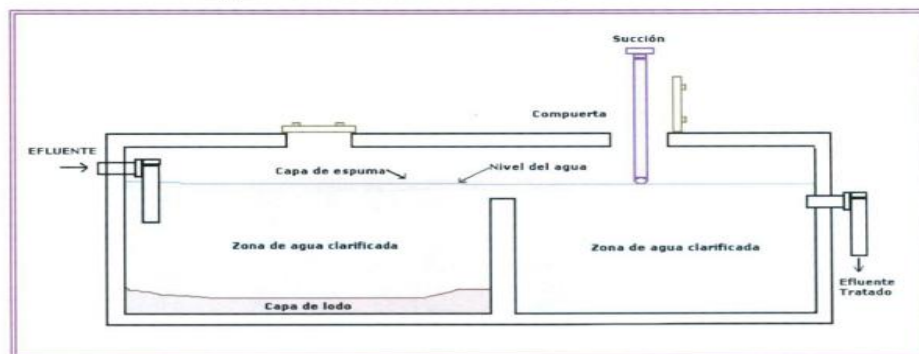 Succión
Compuerta
EFLUENTE
Capa de espuma
Nivel del agua
Zona de agua clarificada
Zona de agua clarificada
Capa de lodo
Efluente
Tratado